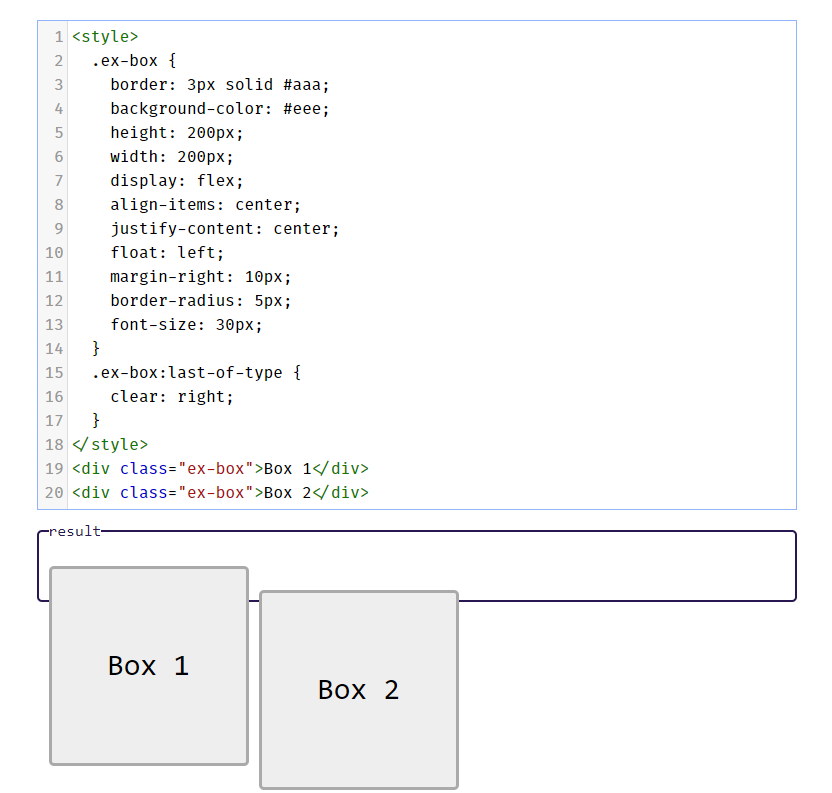 1 <style>
2   .ex-box {
3     border: 3px solid #aaa;
4     background-color: #eee;
5     height: 200px;
6     width: 200px;
7     display: flex;
8     align-items: center;
9     justify-content: center;
10     float: left;
11     margin-right: 10px;
12     border-radius: 5px;
13     font-size: 30px;
14   }
15   .ex-box:last-of-type {
16     clear: right;
17   }
18 </style>
19 <div class="ex-box">Box 1</div>
20 <div class="ex-box">Box 2</div>
result
Box 1
Box 2